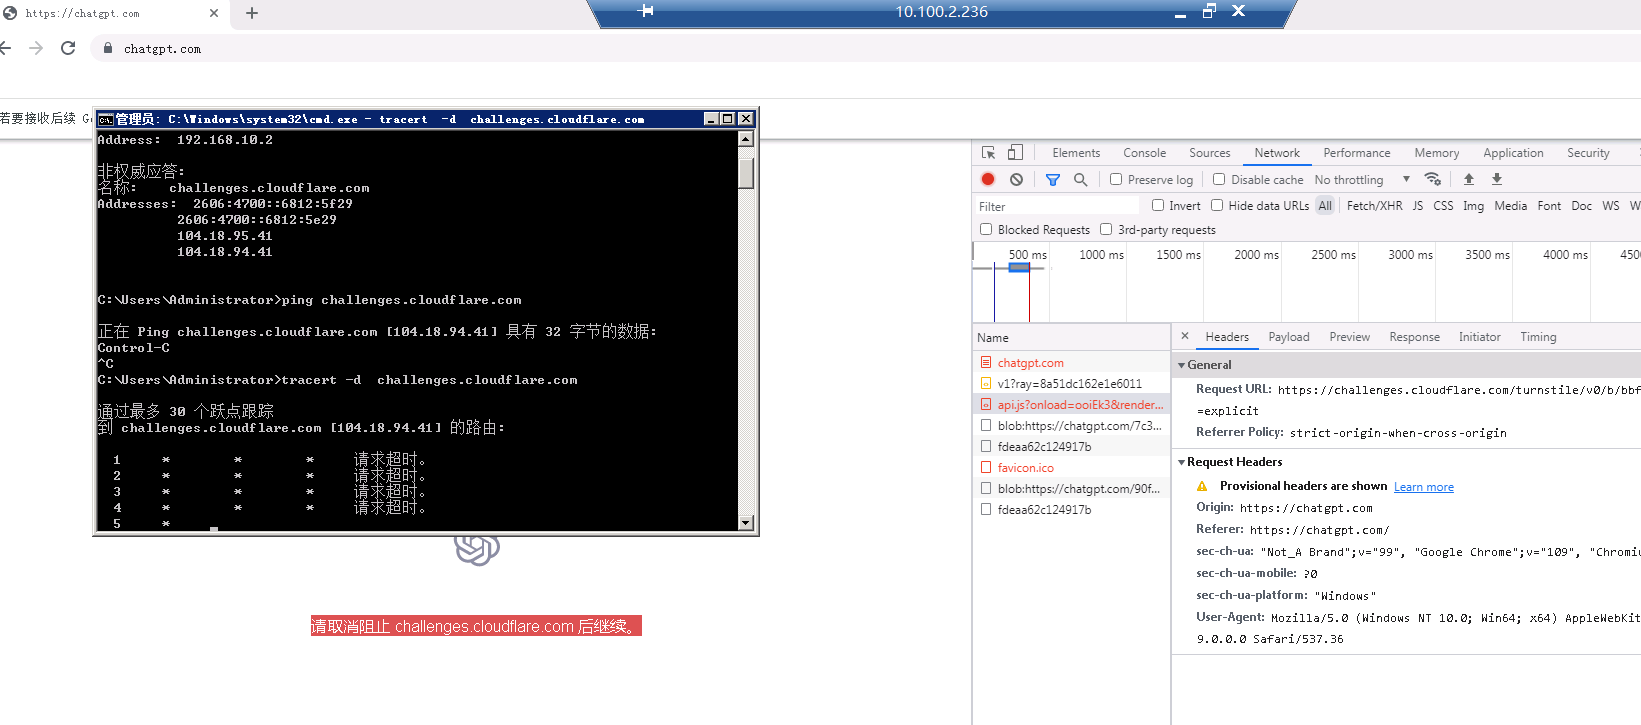 https://chatgpt.com
10.100.2.236
chatgpt.com
若要接收后续
管理员: C:\Windows\system32\cmd.exe - tracert -d challenges.cloudflare.com
Address: 192.168.10.2
非权威应答:
名称: challenges.cloudflare.com
Addresses: 2606:4700::6812:5f29
2606:4700::6812:5e29
104.18.95.41
104.18.94.41
C:\Users\Administrator>ping challenges.cloudflare.com
正在 Ping challenges.cloudflare.com [104.18.94.41] 具有 32 字节的数据:
Control-C
^C
C:\Users\Administrator>tracert -d challenges.cloudflare.com
通过最多 30 个跃点跟踪
到 challenges.cloudflare.com [104.18.94.41] 的路由:
1 * * * 请求超时。
2 * * * 请求超时。
3 * * * 请求超时。
4 * * * 请求超时。
5 *
请取消阻止 challenges.cloudflare.com 后继续。
Elements Console Sources Network Performance Memory Application Security
Preserve log Disable cache No throttling
Filter Invert Hide data URLs All Fetch/XHR JS CSS Img Media Font Doc WS
Blocked Requests 3rd-party requests
500 ms 1000 ms 1500 ms 2000 ms 2500 ms 3000 ms 3500 ms 4000 ms
Name
chatgpt.com
v1?ray=8a51dc162e1e6011
api.js?onload=ooiEk3&render...
blob:https://chatgpt.com/7c3...
fdeaa62c124917b
favicon.ico
blob:https://chatgpt.com/90f...
fdeaa62c124917b
× Headers Payload Preview Response Initiator Timing
General
Request URL: https://challenges.cloudflare.com/turnstile/v0/b/bbf
=explicit
Referrer Policy: strict-origin-when-cross-origin
Request Headers
Provisional headers are shown Learn more
Origin: https://chatgpt.com
Referer: https://chatgpt.com/
sec-ch-ua: "Not_A Brand";v="99", "Google Chrome";v="109", "Chromiu
sec-ch-ua-mobile: ?0
sec-ch-ua-platform: "Windows"
User-Agent: Mozilla/5.0 (Windows NT 10.0; Win64; x64) AppleWebKit
9.0.0.0 Safari/537.36